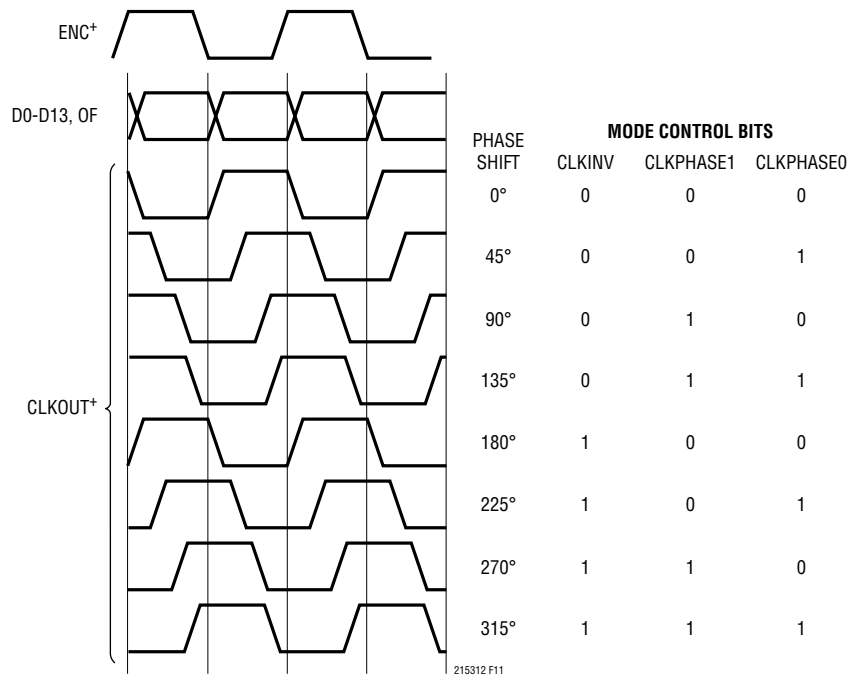 ENC+
D0-D13, OF
CLKOUT+
PHASE SHIFT
MODE CONTROL BITS
CLKINV CLKPHASE1 CLKPHASE0
0° 0 0 0
45° 0 0 1
90° 0 1 0
135° 0 1 1
180° 1 0 0
225° 1 0 1
270° 1 1 0
315° 1 1 1
215312 F11